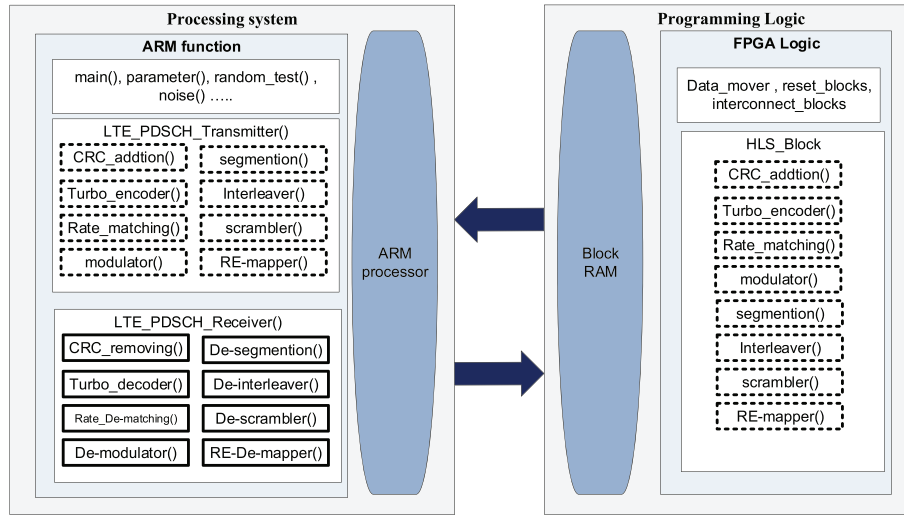 Processing system
ARM function
main(), parameter(), random_test() ,
noise() .....
LTE_PDSCH_Transmitter()
CRC_addtion()
segmention()
Turbo_encoder()
Interleaver()
Rate_matching()
scrambler()
modulator()
RE-mapper()
LTE_PDSCH_Receiver()
CRC_removing()
De-segmention()
Turbo_decoder()
De-interleaver()
Rate_De-matching()
De-scrambler()
De-modulator()
RE-De-mapper()
ARM
processor
Programming Logic
Block
RAM
FPGA Logic
Data_mover , reset_blocks,
interconnect_blocks
HLS_Block
CRC_addtion()
Turbo_encoder()
Rate_matching()
modulator()
segmention()
Interleaver()
scrambler()
RE-mapper()